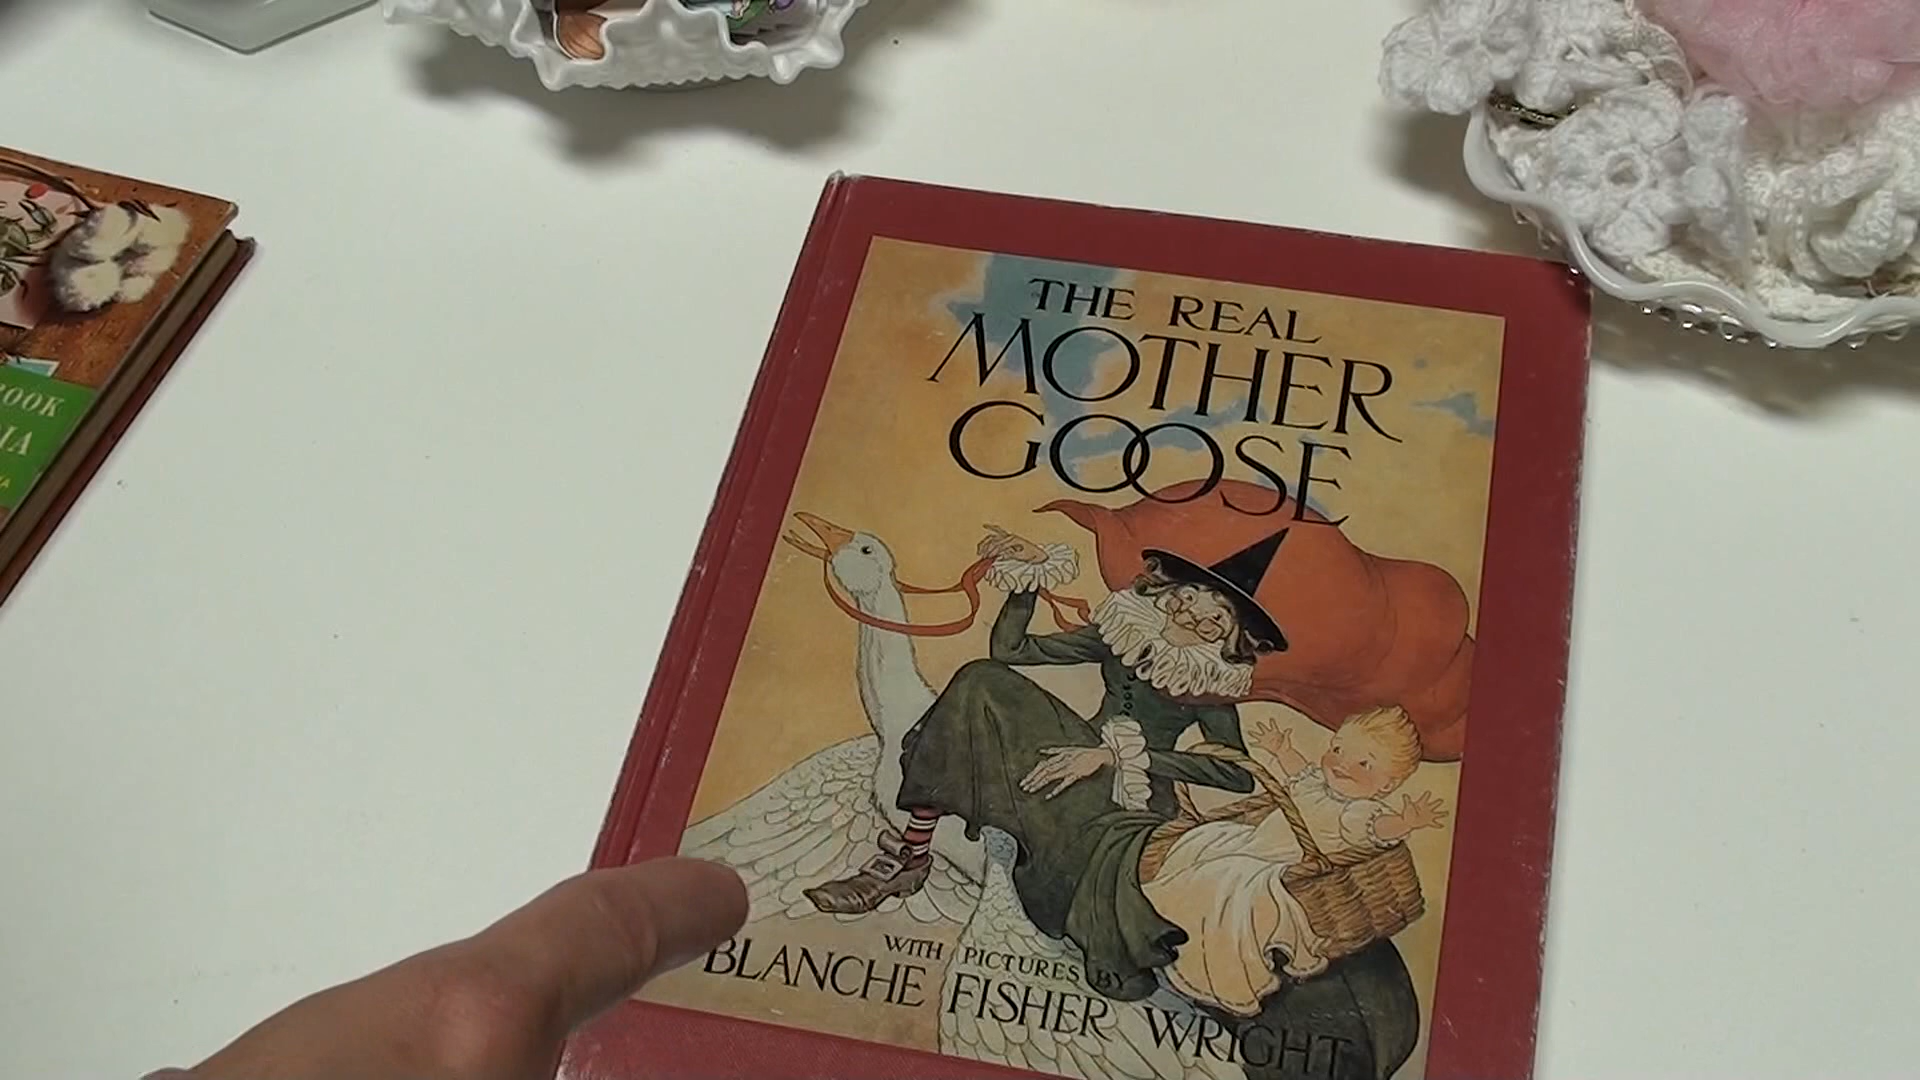 THE REAL
MOTHER
GOOSE
WITH PICTURES BY
BLANCHE FISHER WRIGHT